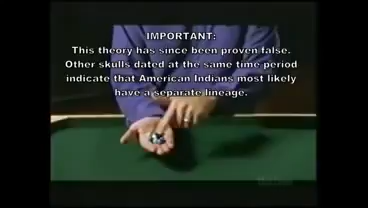 IMPORTANT:
This theory has since been proven false.
Other skulls dated at the same time period
indicate that American Indians most likely
have a separate lineage.